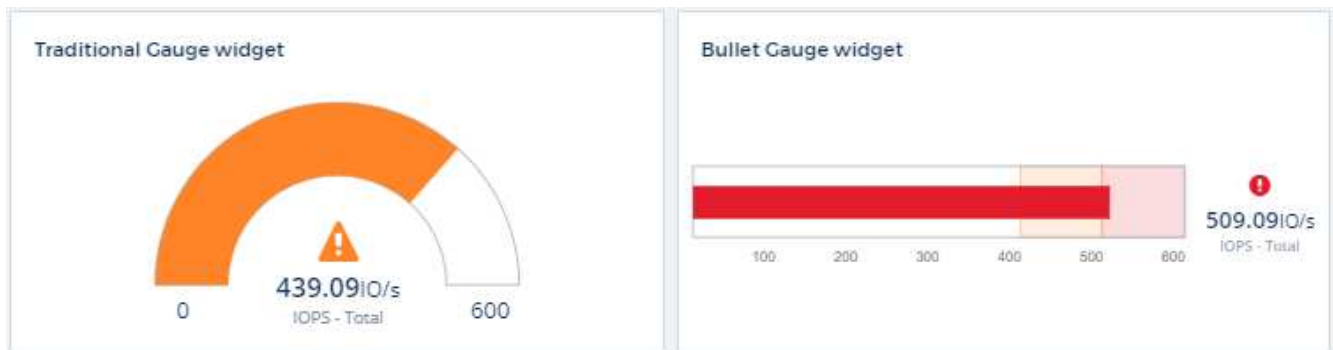 Traditional Gauge widget
439.09IO/s
0
IOPS - Total
600
Bullet Gauge widget
509.09IO/s
IOPS - Total
100 200 300 400 500 600